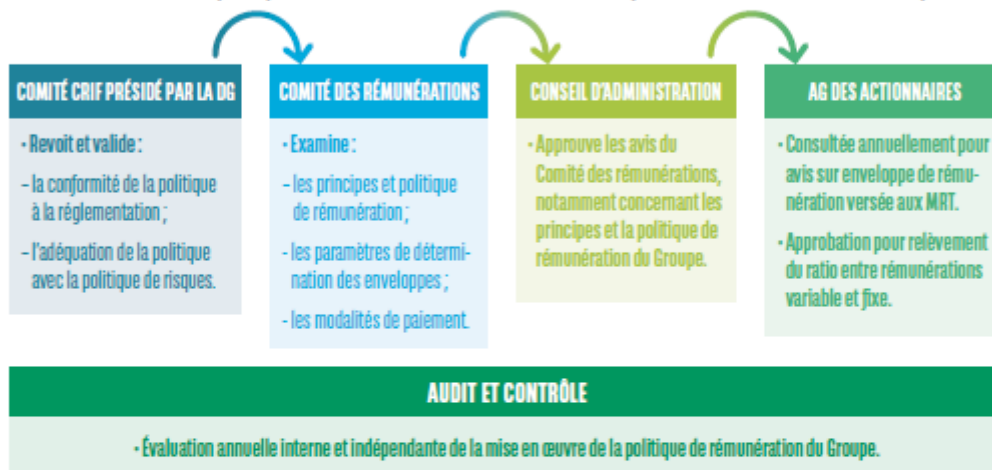 COMITÉ CRIF PRÉSIDÉ PAR LA DG
• Revoit et valide :
– la conformité de la politique
à la réglementation ;
– l'adéquation de la politique
avec la politique de risques.
COMITÉ DES RÉMUNÉRATIONS
• Examine :
– les principes et politique
de rémunération ;
– les paramètres de détermi-
nation des enveloppes ;
– les modalités de paiement.
CONSEIL D'ADMINISTRATION
• Approuve les avis du
Comité des rémunérations,
notamment concernant les
principes et la politique de
rémunération du Groupe.
AG DES ACTIONNAIRES
• Consultée annuellement pour
avis sur enveloppe de rému-
nération versée aux MRT.
• Approbation pour relèvement
du ratio entre rémunérations
variable et fixe.
AUDIT ET CONTRÔLE
• Évaluation annuelle interne et indépendante de la mise en œuvre de la politique de rémunération du Groupe.